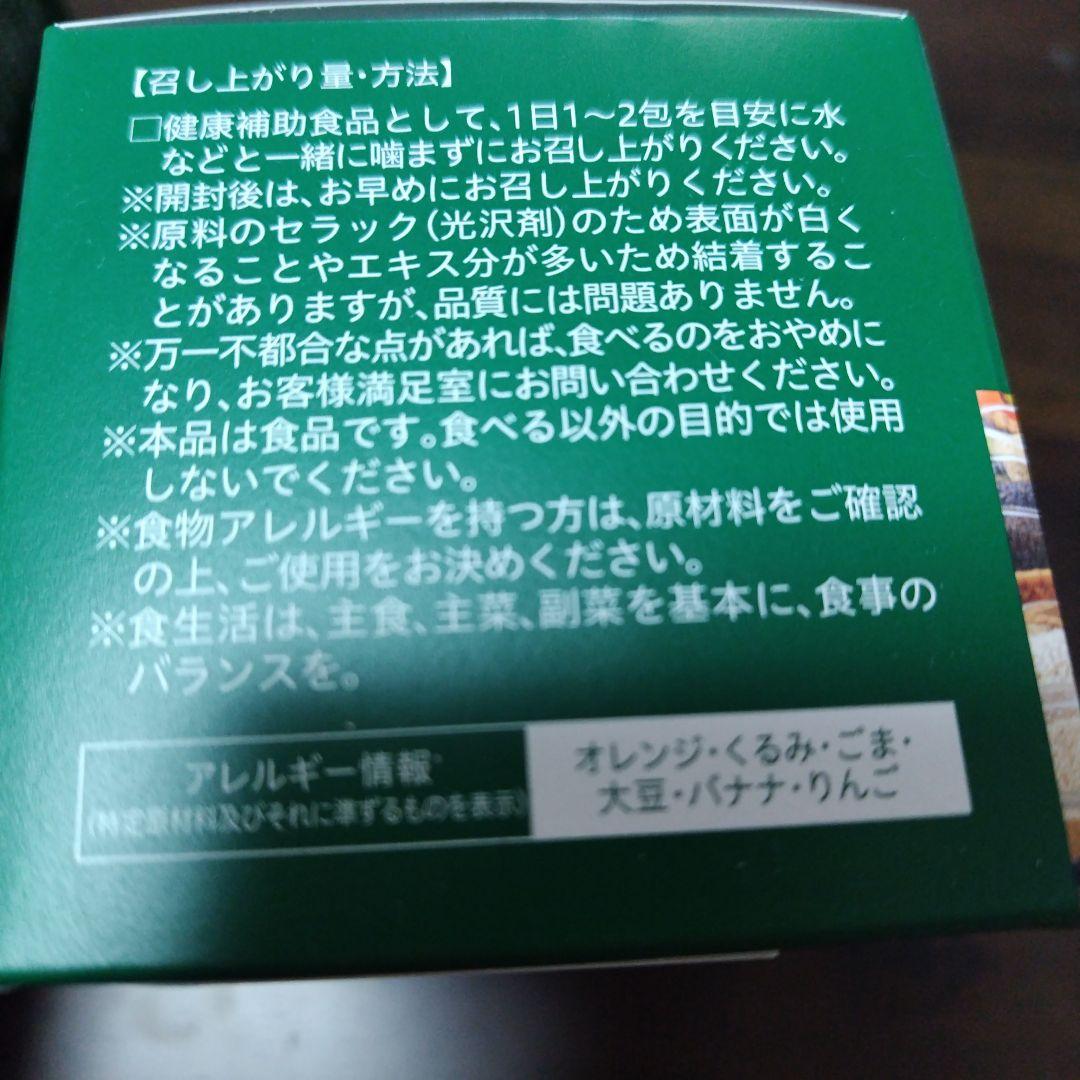 【召し上がり量・方法】
□健康補助食品として、1日1～2包を目安に水
などと一緒に噛まずにお召し上がりください。
※開封後は、お早めにお召し上がりください。
※原料のセラック(光沢剤)のため表面が白く
なることやエキス分が多いため結着するこ
とがありますが、品質には問題ありません。
※万一不都合な点があれば、食べるのをおやめに
なり、お客様満足室にお問い合わせください。
※本品は食品です。食べる以外の目的では使用
しないでください。
※食物アレルギーを持つ方は、原材料をご確認
の上、ご使用をお決めください。
※食生活は、主食、主菜、副菜を基本に、食事の
バランスを。
アレルギー情報
(特定原材料及びそれに準ずるものを表示)
オレンジ・くるみ・ごま・
大豆・バナナ・りんご